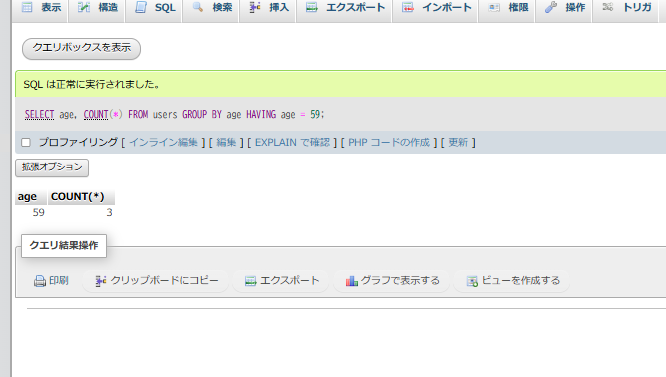 表示 構造 SQL 検索 挿入 エクスポート インポート 権限 操作 トリガ
クエリボックスを表示
SQL は正常に実行されました。
SELECT age, COUNT(*) FROM users GROUP BY age HAVING age = 59;
プロファイリング [ インライン編集 ] [ 編集 ] [ EXPLAIN で確認 ] [ PHP コードの作成 ] [ 更新 ]
拡張オプション
age COUNT(*)
59 3
クエリ結果操作
印刷 クリップボードにコピー エクスポート グラフで表示する ビューを作成する